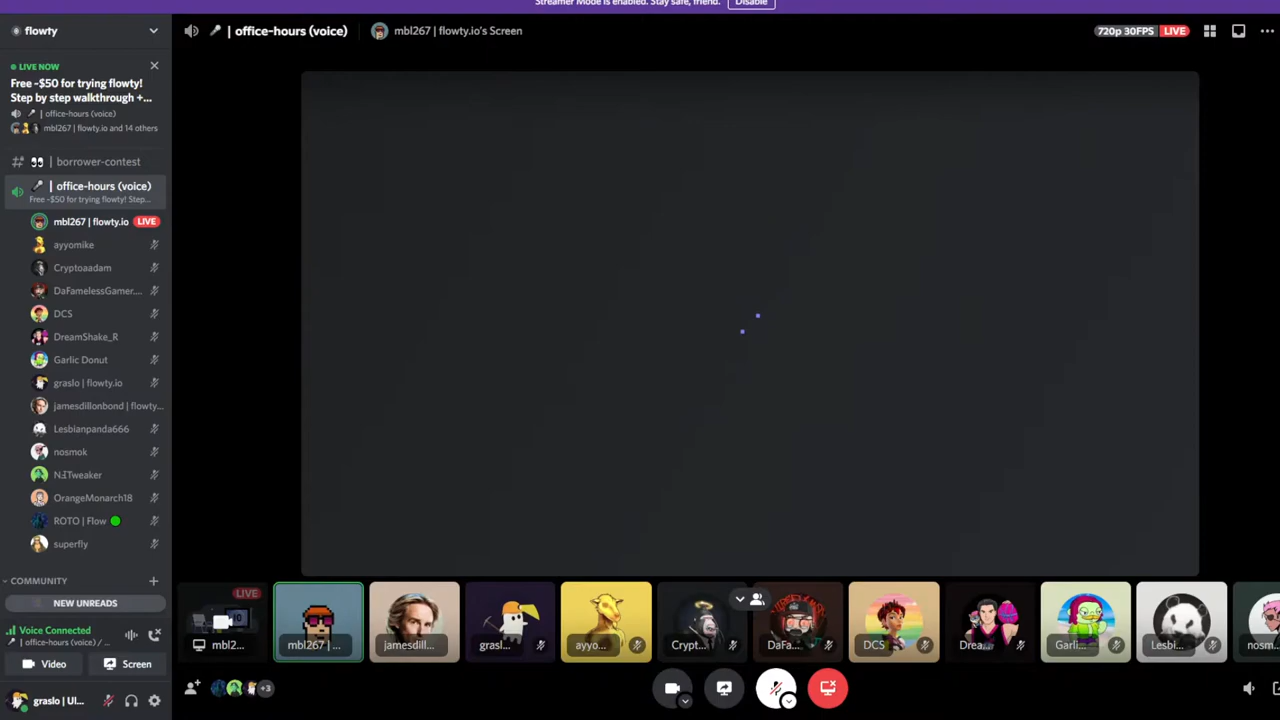 Streamer Mode is enabled. Stay safe, friend. Disable
flowty
| office-hours (voice)
mbl267 | flowty.io's Screen
720p 30FPS LIVE
LIVE NOW
Free ~$50 for trying flowty!
Step by step walkthrough +...
| office-hours (voice)
mbl267 | flowty.io and 14 others
| borrower-contest
| office-hours (voice)
Free ~$50 for trying flowty! Step...
mbl267 | flowty.io LIVE
ayyomike
Cryptoaadam
DaFamelessGamer....
DCS
DreamShake_R
Garlic Donut
graslo | flowty.io
jamesdillonbond | flowty...
Lesbianpanda666
nosmok
OrangeMonarch18
ROTO | Flow
superfly
COMMUNITY
NEW UNREADS
Voice Connected
| office-hours (voice) / ...
Video
Screen
graslo | Ul...
LIVE
mbl2...
mbl267 | ...
jamesdill...
grasl...
ayyo...
Crypt...
DaFa...
DCS
Drea...
Garli...
Lesbl...
nosm...
+3